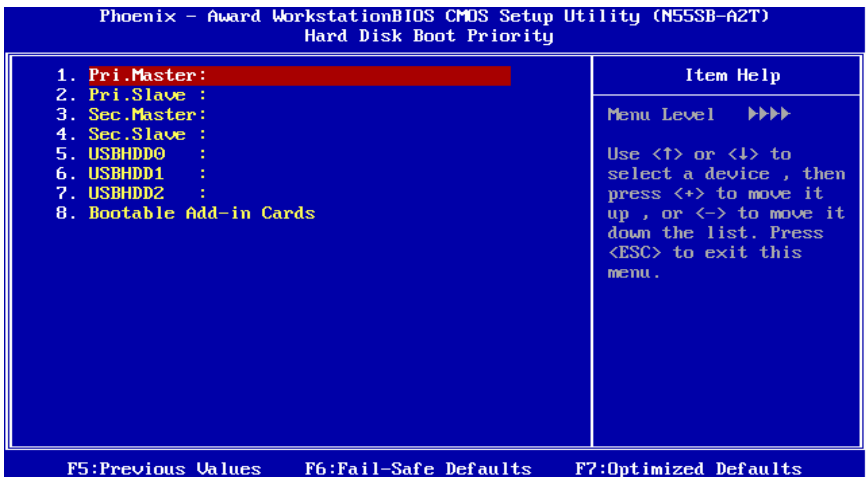 Phoenix - Award WorkstationBIOS CMOS Setup Utility (N55SB-A2T)
Hard Disk Boot Priority
1. Pri.Master:
2. Pri.Slave :
3. Sec.Master:
4. Sec.Slave :
5. USBHDD0 :
6. USBHDD1 :
7. USBHDD2 :
8. Bootable Add-in Cards
Item Help
Menu Level ▶▶▶▶
Use <↑> or <↓> to
select a device , then
press <+> to move it
up , or <-> to move it
down the list. Press
<ESC> to exit this
menu.
F5:Previous Values F6:Fail-Safe Defaults F7:Optimized Defaults